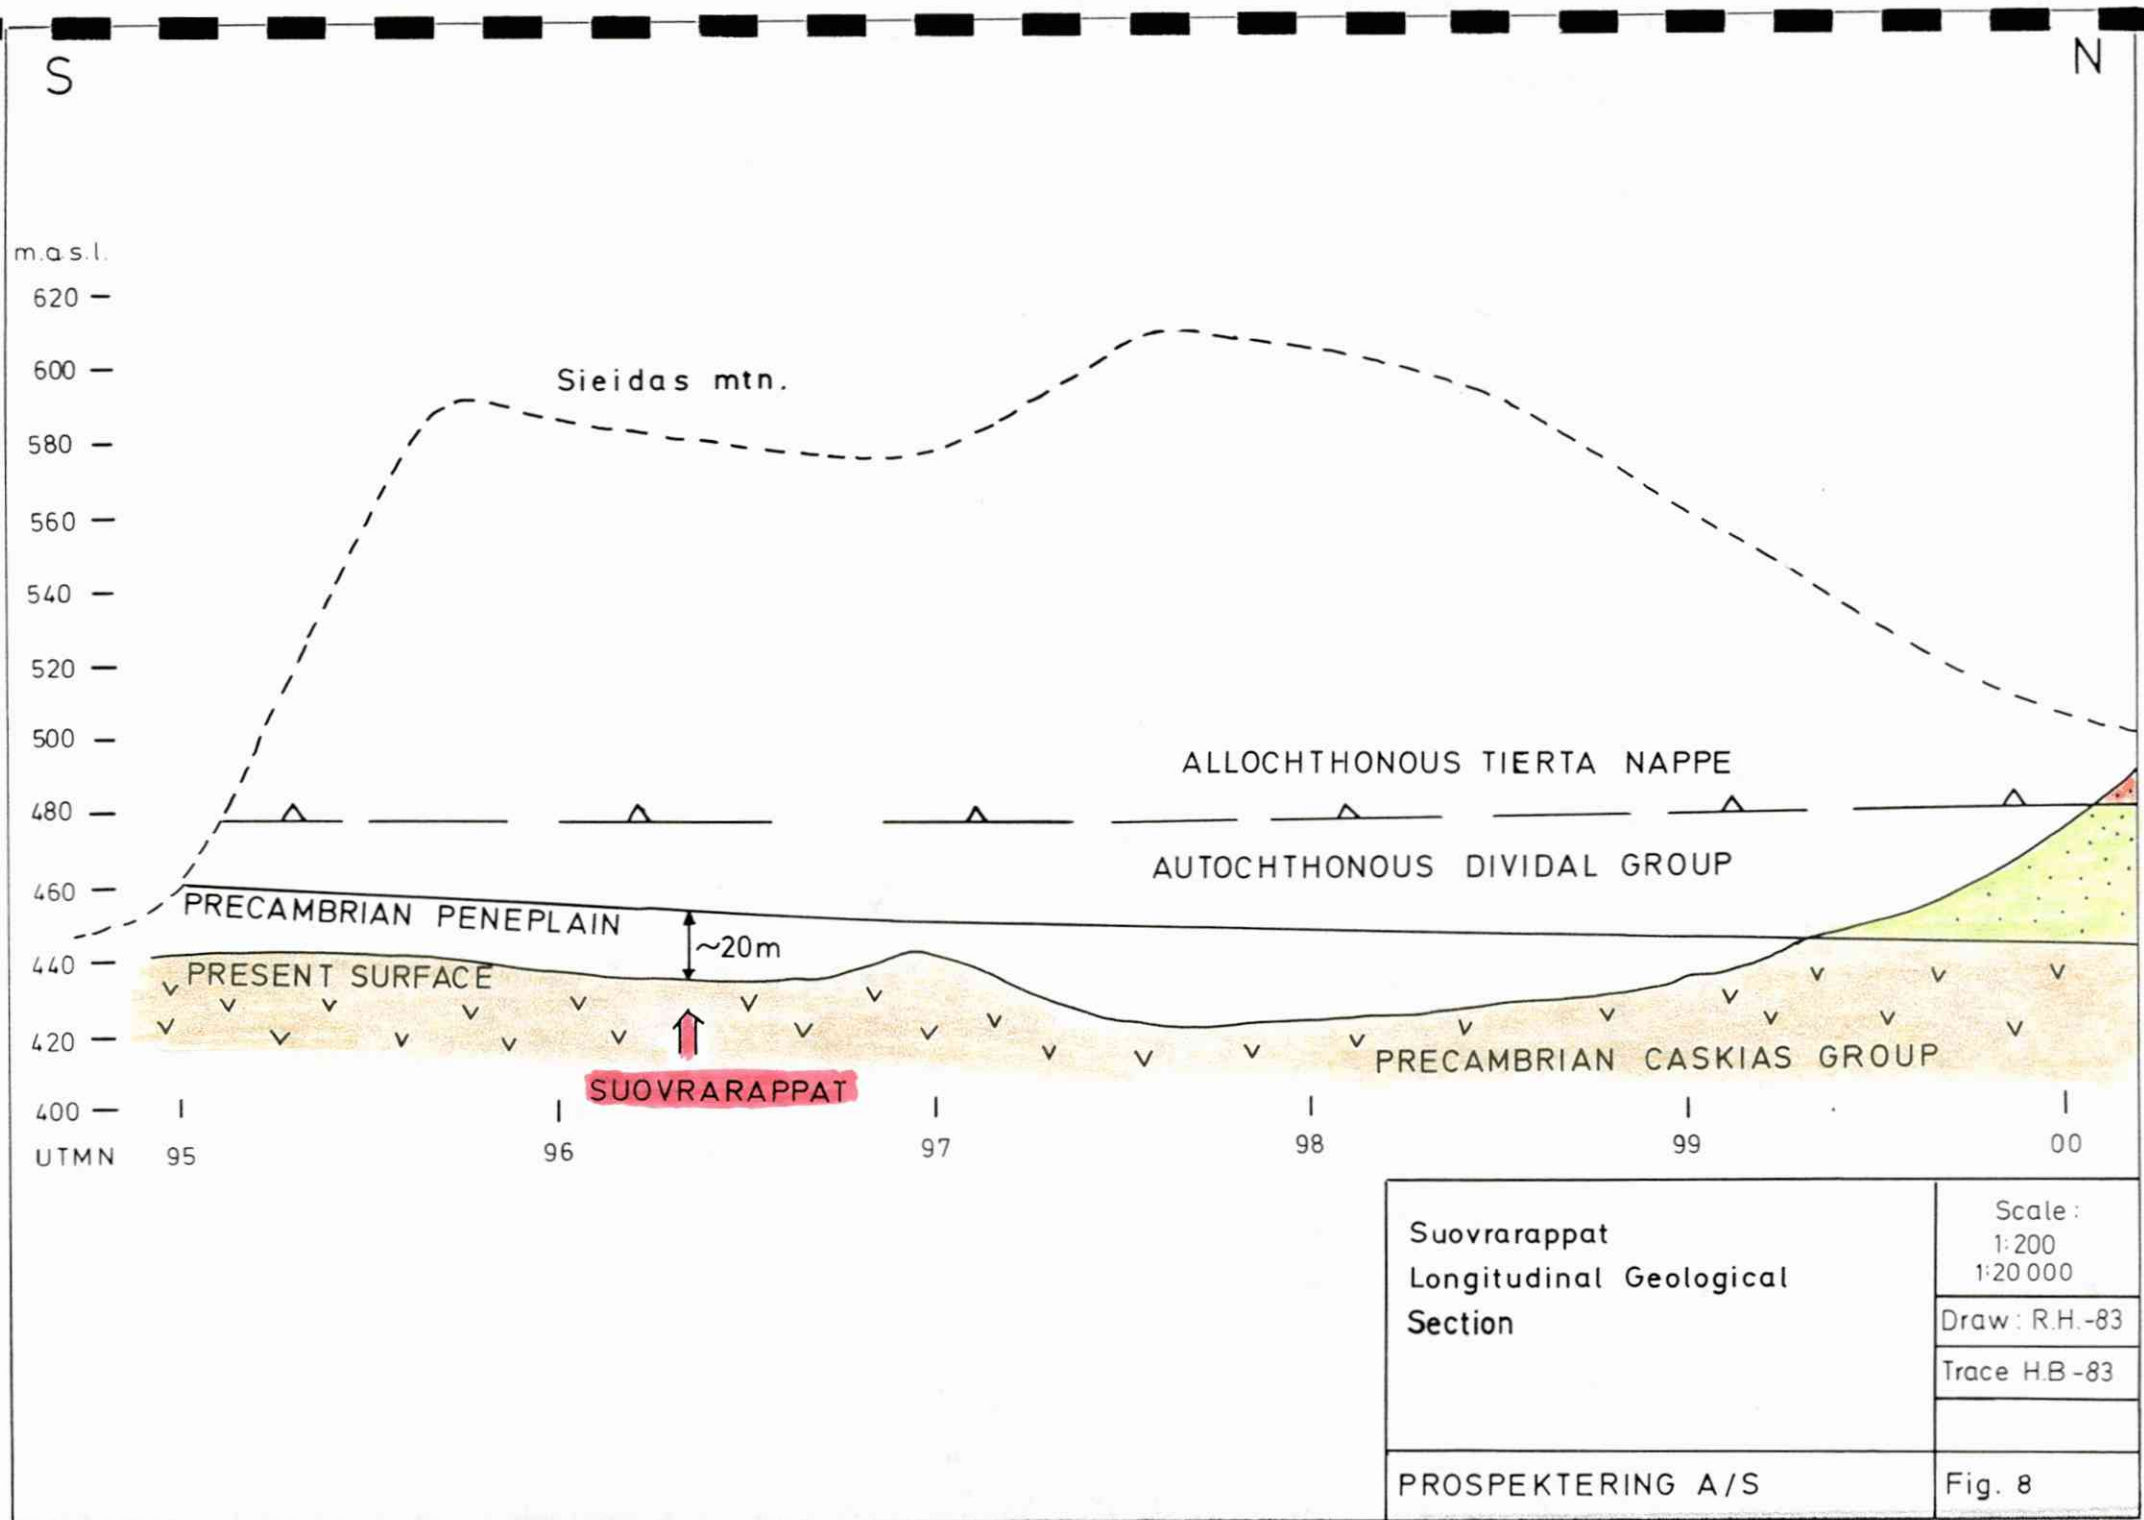 S
N
m.a.s.l.
620
600
Sieidas mtn.
580
560
540
520
500
ALLOCHTHONOUS TIERTA NAPPE
480
AUTOCHTHONOUS DIVIDAL GROUP
460
PRECAMBRIAN PENEPLAIN
~20m
440
PRESENT SURFACE
420
PRECAMBRIAN CASKIAS GROUP
SUOVRARAPPAT
400
UTMN 95 96 97 98 99 00
Suovrarappat
Longitudinal Geological
Section
Scale:
1:200
1:20 000
Draw: R.H.-83
Trace H.B-83
PROSPEKTERING A/S
Fig. 8